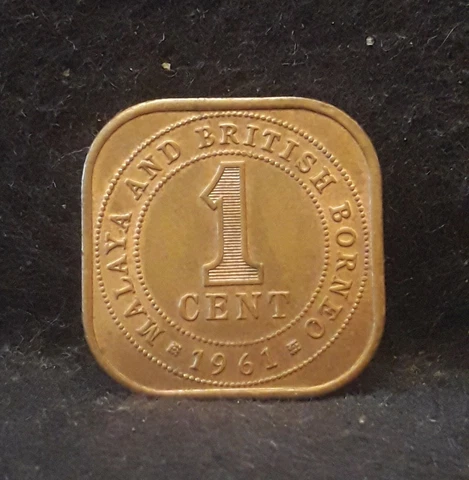 MALAYA AND BRITISH BORNEO
1
CENT
1961